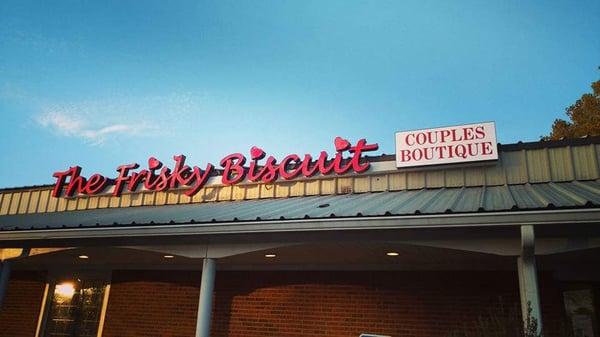 The Frisky Biscuit
COUPLES
BOUTIQUE